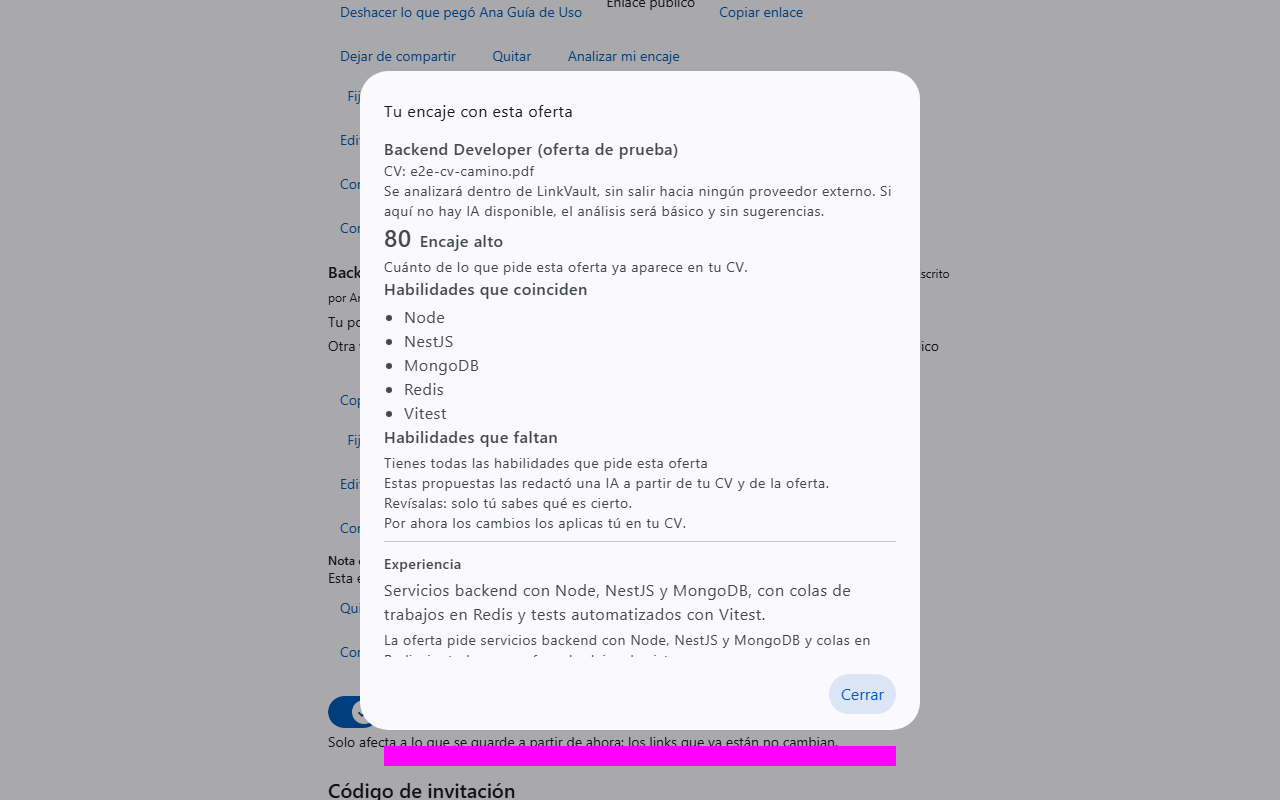 Deshacer lo que pegó Ana Guía de Uso
Enlace público
Copiar enlace
Dejar de compartir
Quitar
Analizar mi encaje
Tu encaje con esta oferta
Backend Developer (oferta de prueba)
CV: e2e-cv-camino.pdf
Se analizará dentro de LinkVault, sin salir hacia ningún proveedor externo. Si
aquí no hay IA disponible, el análisis será básico y sin sugerencias.
80 Encaje alto
Cuánto de lo que pide esta oferta ya aparece en tu CV.
Habilidades que coinciden
Node
NestJS
MongoDB
Redis
Vitest
Habilidades que faltan
Tienes todas las habilidades que pide esta oferta
Estas propuestas las redactó una IA a partir de tu CV y de la oferta.
Revísalas: solo tú sabes qué es cierto.
Por ahora los cambios los aplicas tú en tu CV.
Experiencia
Servicios backend con Node, NestJS y MongoDB, con colas de
trabajos en Redis y tests automatizados con Vitest.
La oferta pide servicios backend con Node, NestJS y MongoDB y colas en
Cerrar
por
Tu
Otra
Nota
Esta
Solo afecta a lo que se guarde a partir de ahora: los links que ya están no cambian.
Código de invitación